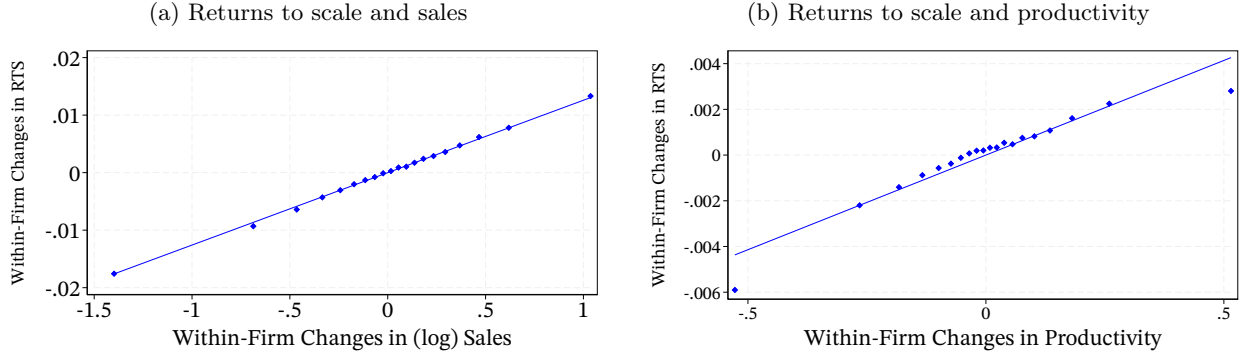 (a) Returns to scale and sales
Within-Firm Changes in RTS
.02
.01
0
-.01
-.02
-1.5 -1 -.5 0 .5 1
Within-Firm Changes in (log) Sales
(b) Returns to scale and productivity
Within-Firm Changes in RTS
.004
.002
0
-.002
-.004
-.006
-.5 0 .5
Within-Firm Changes in Productivity